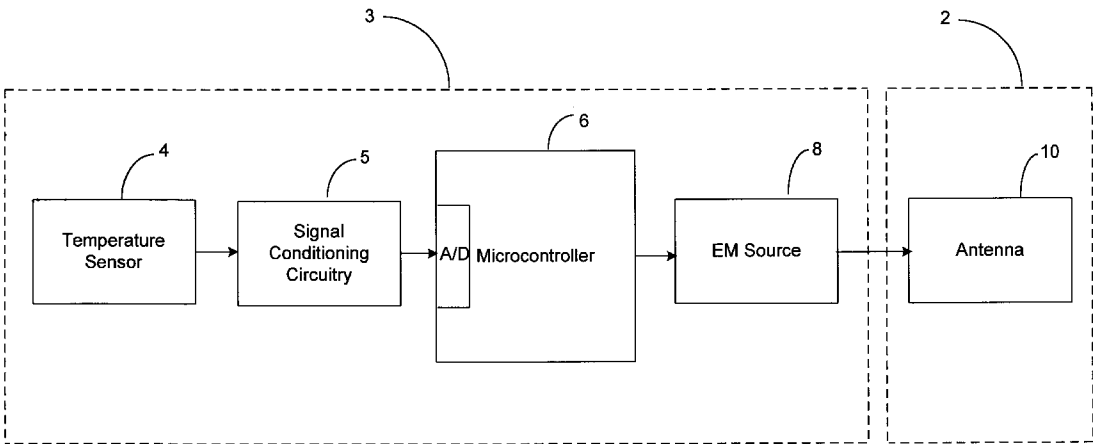 3
2
4
5
6
8
10
Temperature
Sensor
Signal
Conditioning
Circuitry
A/D
Microcontroller
EM Source
Antenna